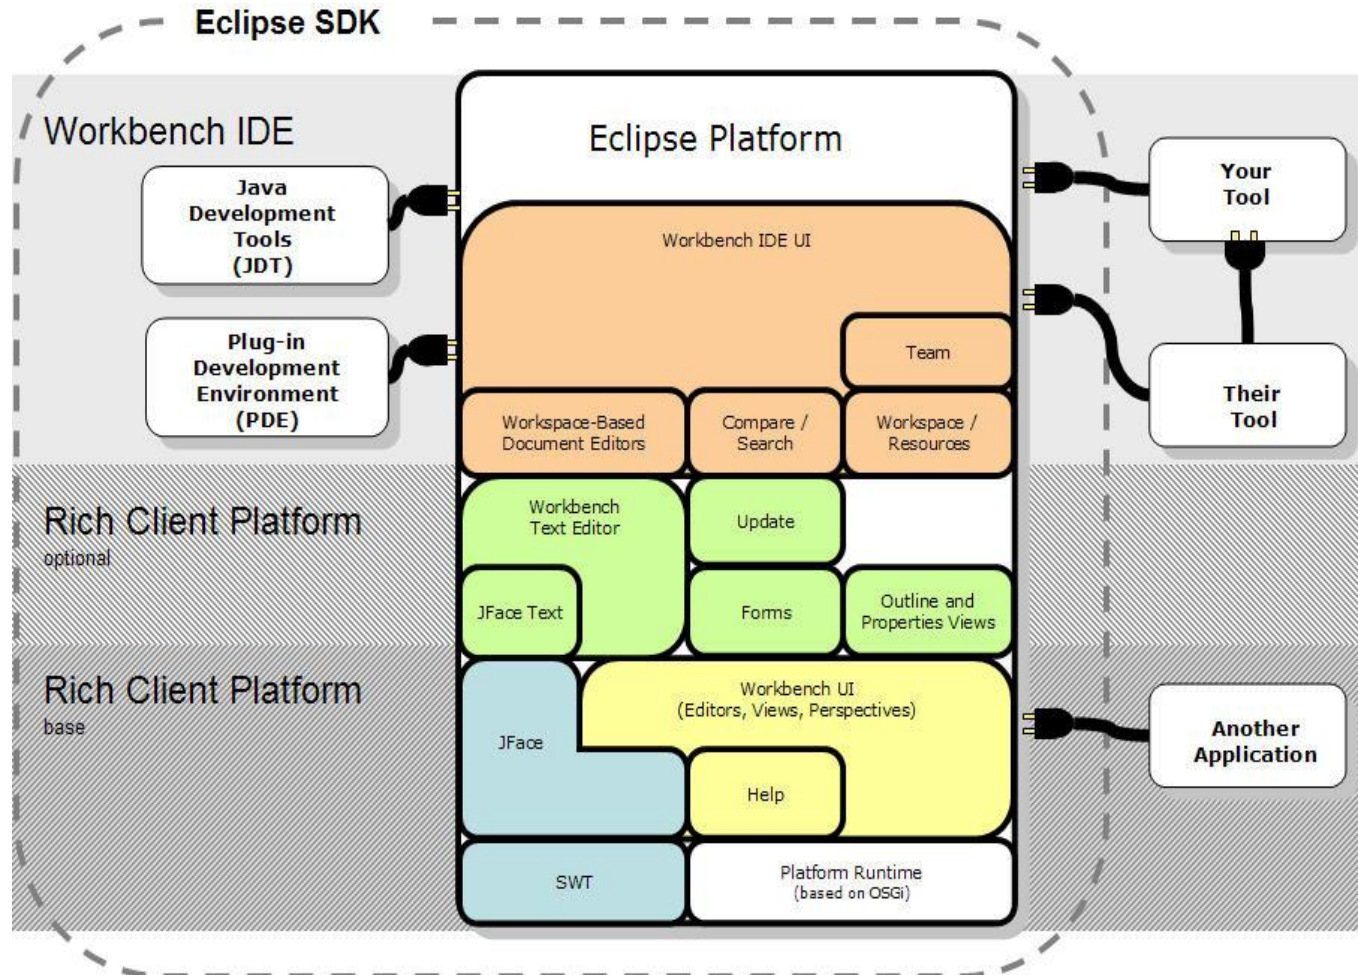 Eclipse SDK
Workbench IDE
Eclipse Platform
Java
Development
Tools
(JDT)
Plug-in
Development
Environment
(PDE)
Workbench IDE UI
Team
Workspace-Based
Document Editors
Compare /
Search
Workspace /
Resources
Your
Tool
Their
Tool
Rich Client Platform
optional
Workbench
Text Editor
Update
JFace Text
Forms
Outline and
Properties Views
Rich Client Platform
base
Workbench UI
(Editors, Views, Perspectives)
JFace
Help
SWT
Platform Runtime
(based on OSGi)
Another
Application